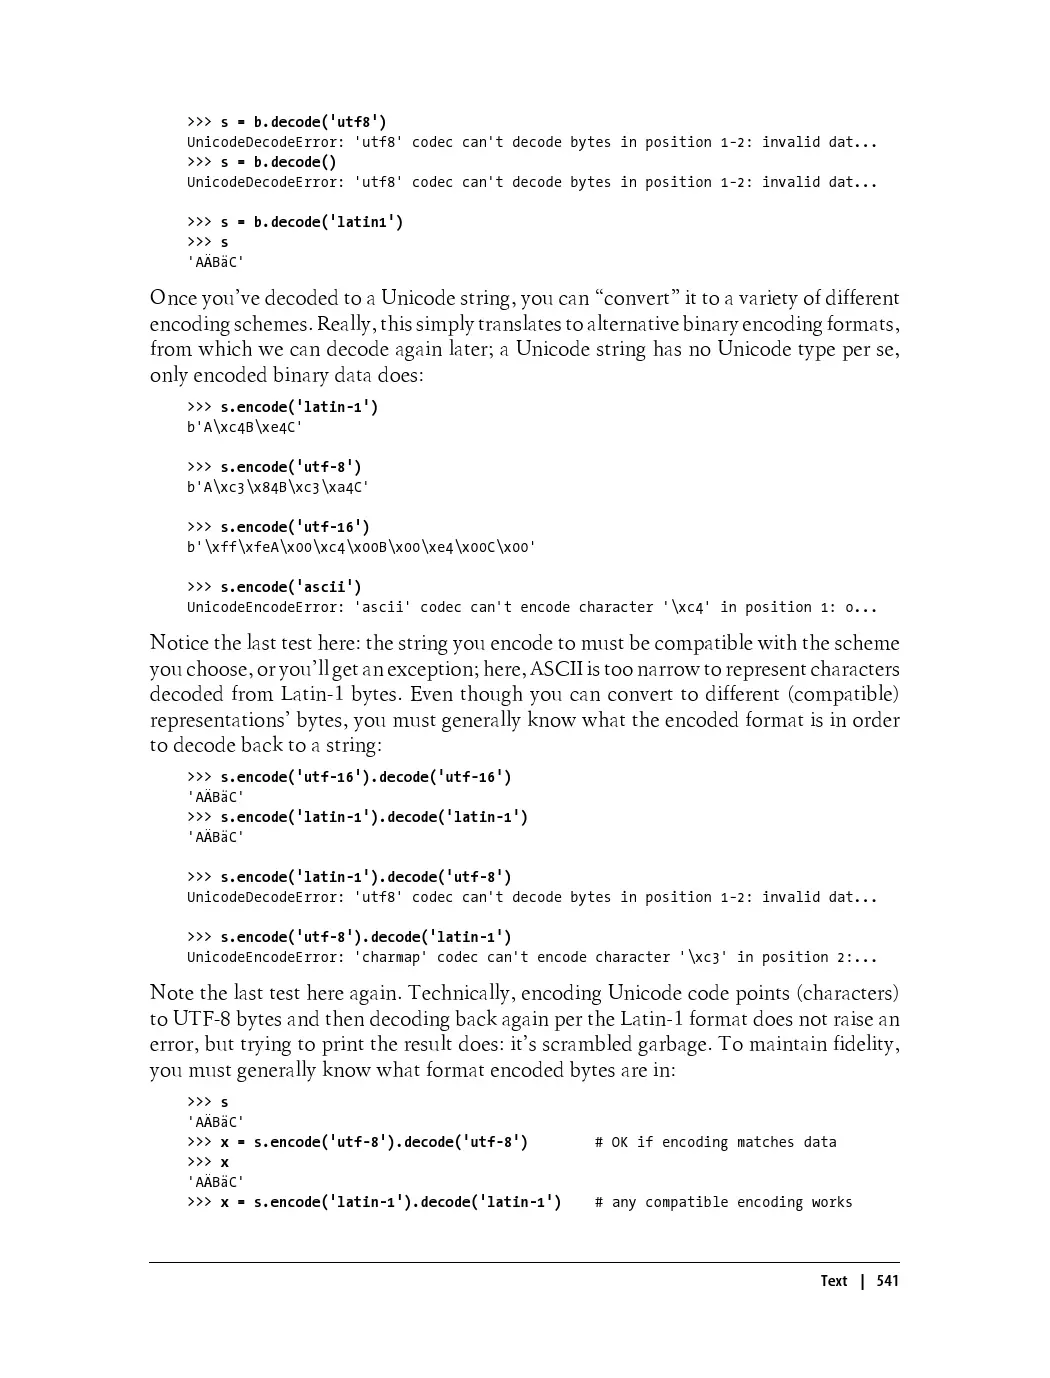 >>> s = b.decode('utf8')
UnicodeDecodeError: 'utf8' codec can't decode bytes in position 1-2: invalid dat...
>>> s = b.decode()
UnicodeDecodeError: 'utf8' codec can't decode bytes in position 1-2: invalid dat...
>>> s = b.decode('latin1')
>>> s
'AÄBäC'
Once you’ve decoded to a Unicode string, you can “convert” it to a variety of different
encoding schemes. Really, this simply translates to alternative binary encoding formats,
from which we can decode again later; a Unicode string has no Unicode type per se,
only encoded binary data does:
>>> s.encode('latin-1')
b'A\xc4B\xe4C'
>>> s.encode('utf-8')
b'A\xc3\x84B\xc3\xa4C'
>>> s.encode('utf-16')
b'\xff\xfeA\x00\xc4\x00B\x00\xe4\x00C\x00'
>>> s.encode('ascii')
UnicodeEncodeError: 'ascii' codec can't encode character '\xc4' in position 1: o...
Notice the last test here: the string you encode to must be compatible with the scheme
you choose, or you’ll get an exception; here, ASCII is too narrow to represent characters
decoded from Latin-1 bytes. Even though you can convert to different (compatible)
representations’ bytes, you must generally know what the encoded format is in order
to decode back to a string:
>>> s.encode('utf-16').decode('utf-16')
'AÄBäC'
>>> s.encode('latin-1').decode('latin-1')
'AÄBäC'
>>> s.encode('latin-1').decode('utf-8')
UnicodeDecodeError: 'utf8' codec can't decode bytes in position 1-2: invalid dat...
>>> s.encode('utf-8').decode('latin-1')
UnicodeEncodeError: 'charmap' codec can't encode character '\xc3' in position 2:...
Note the last test here again. Technically, encoding Unicode code points (characters)
to UTF-8 bytes and then decoding back again per the Latin-1 format does not raise an
error, but trying to print the result does: it’s scrambled garbage. To maintain fidelity,
you must generally know what format encoded bytes are in:
>>> s
'AÄBäC'
>>> x = s.encode('utf-8').decode('utf-8') # OK if encoding matches data
>>> x
'AÄBäC'
>>> x = s.encode('latin-1').decode('latin-1') # any compatible encoding works
Text | 541